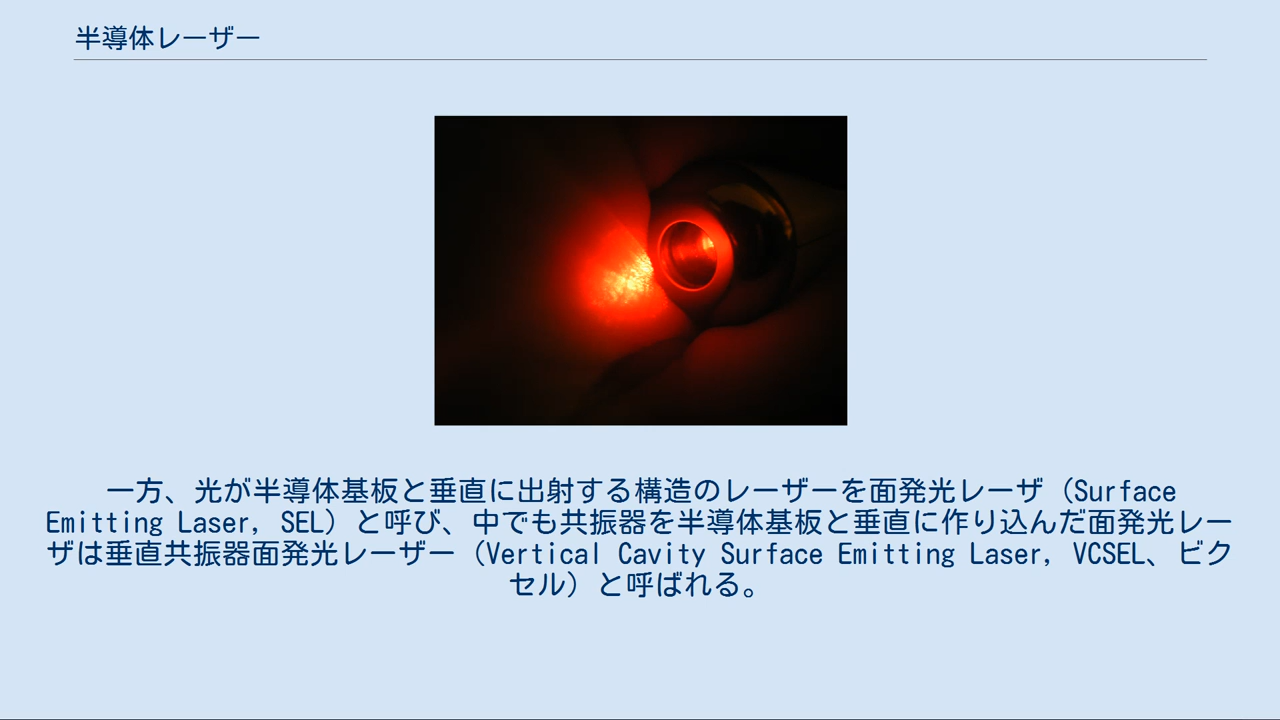 半導体レーザー
一方、光が半導体基板と垂直に出射する構造のレーザーを面発光レーザ（Surface
Emitting Laser, SEL）と呼び、中でも共振器を半導体基板と垂直に作り込んだ面発光レー
ザは垂直共振器面発光レーザー（Vertical Cavity Surface Emitting Laser, VCSEL、ビク
セル）と呼ばれる。